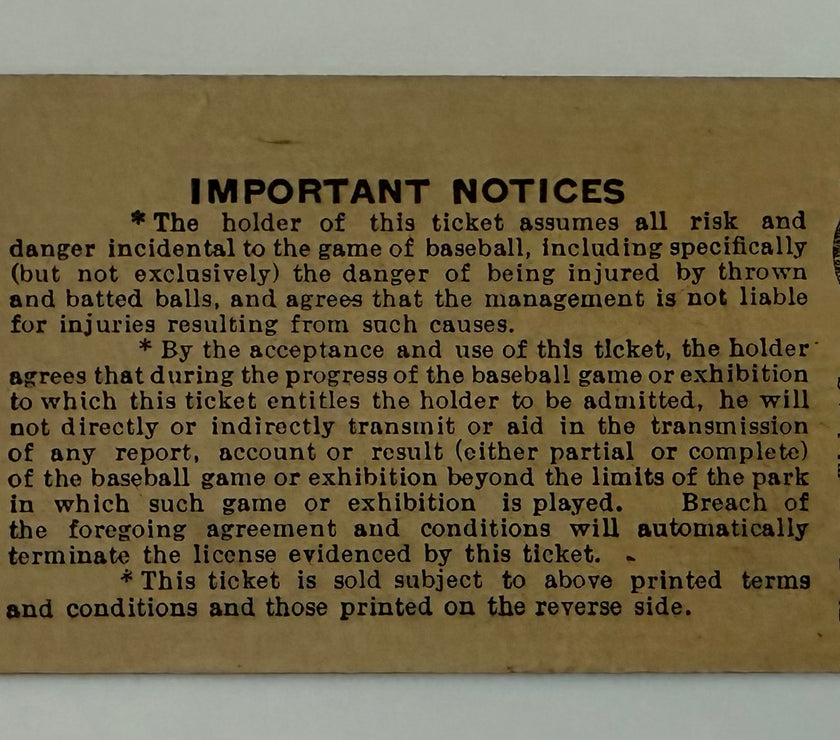 IMPORTANT NOTICES
* The holder of this ticket assumes all risk and
danger incidental to the game of baseball, including specifically
(but not exclusively) the danger of being injured by thrown
and batted balls, and agrees that the management is not liable
for injuries resulting from such causes.
* By the acceptance and use of this ticket, the holder
agrees that during the progress of the baseball game or exhibition
to which this ticket entitles the holder to be admitted, he will
not directly or indirectly transmit or aid in the transmission
of any report, account or result (either partial or complete)
of the baseball game or exhibition beyond the limits of the park
in which such game or exhibition is played. Breach of
the foregoing agreement and conditions will automatically
terminate the license evidenced by this ticket.
* This ticket is sold subject to above printed terms
and conditions and those printed on the reverse side.